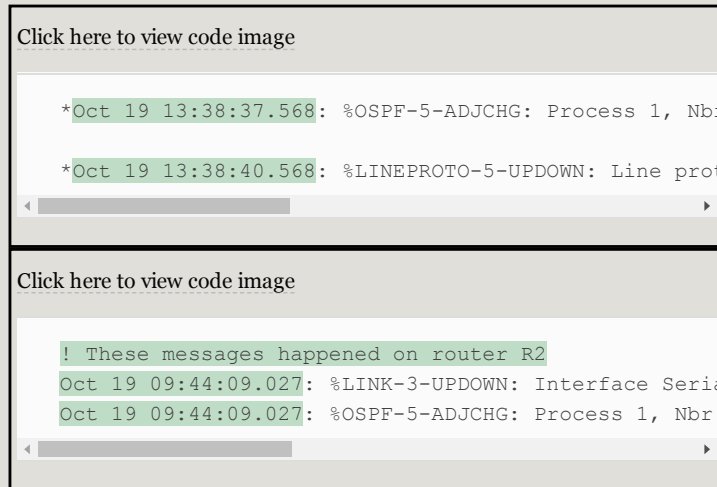 Click here to view code image
*Oct 19 13:38:37.568: %OSPF-5-ADJCHG: Process 1,
*Oct 19 13:38:40.568: %LINEPROTO-5-UPDOWN: Line
Click here to view code image
! These messages happened on router R2
Oct 19 09:44:09.027: %LINK-3-UPDOWN: Interface
Oct 19 09:44:09.027: %OSPF-5-ADJCHG: Process 1, Nbr